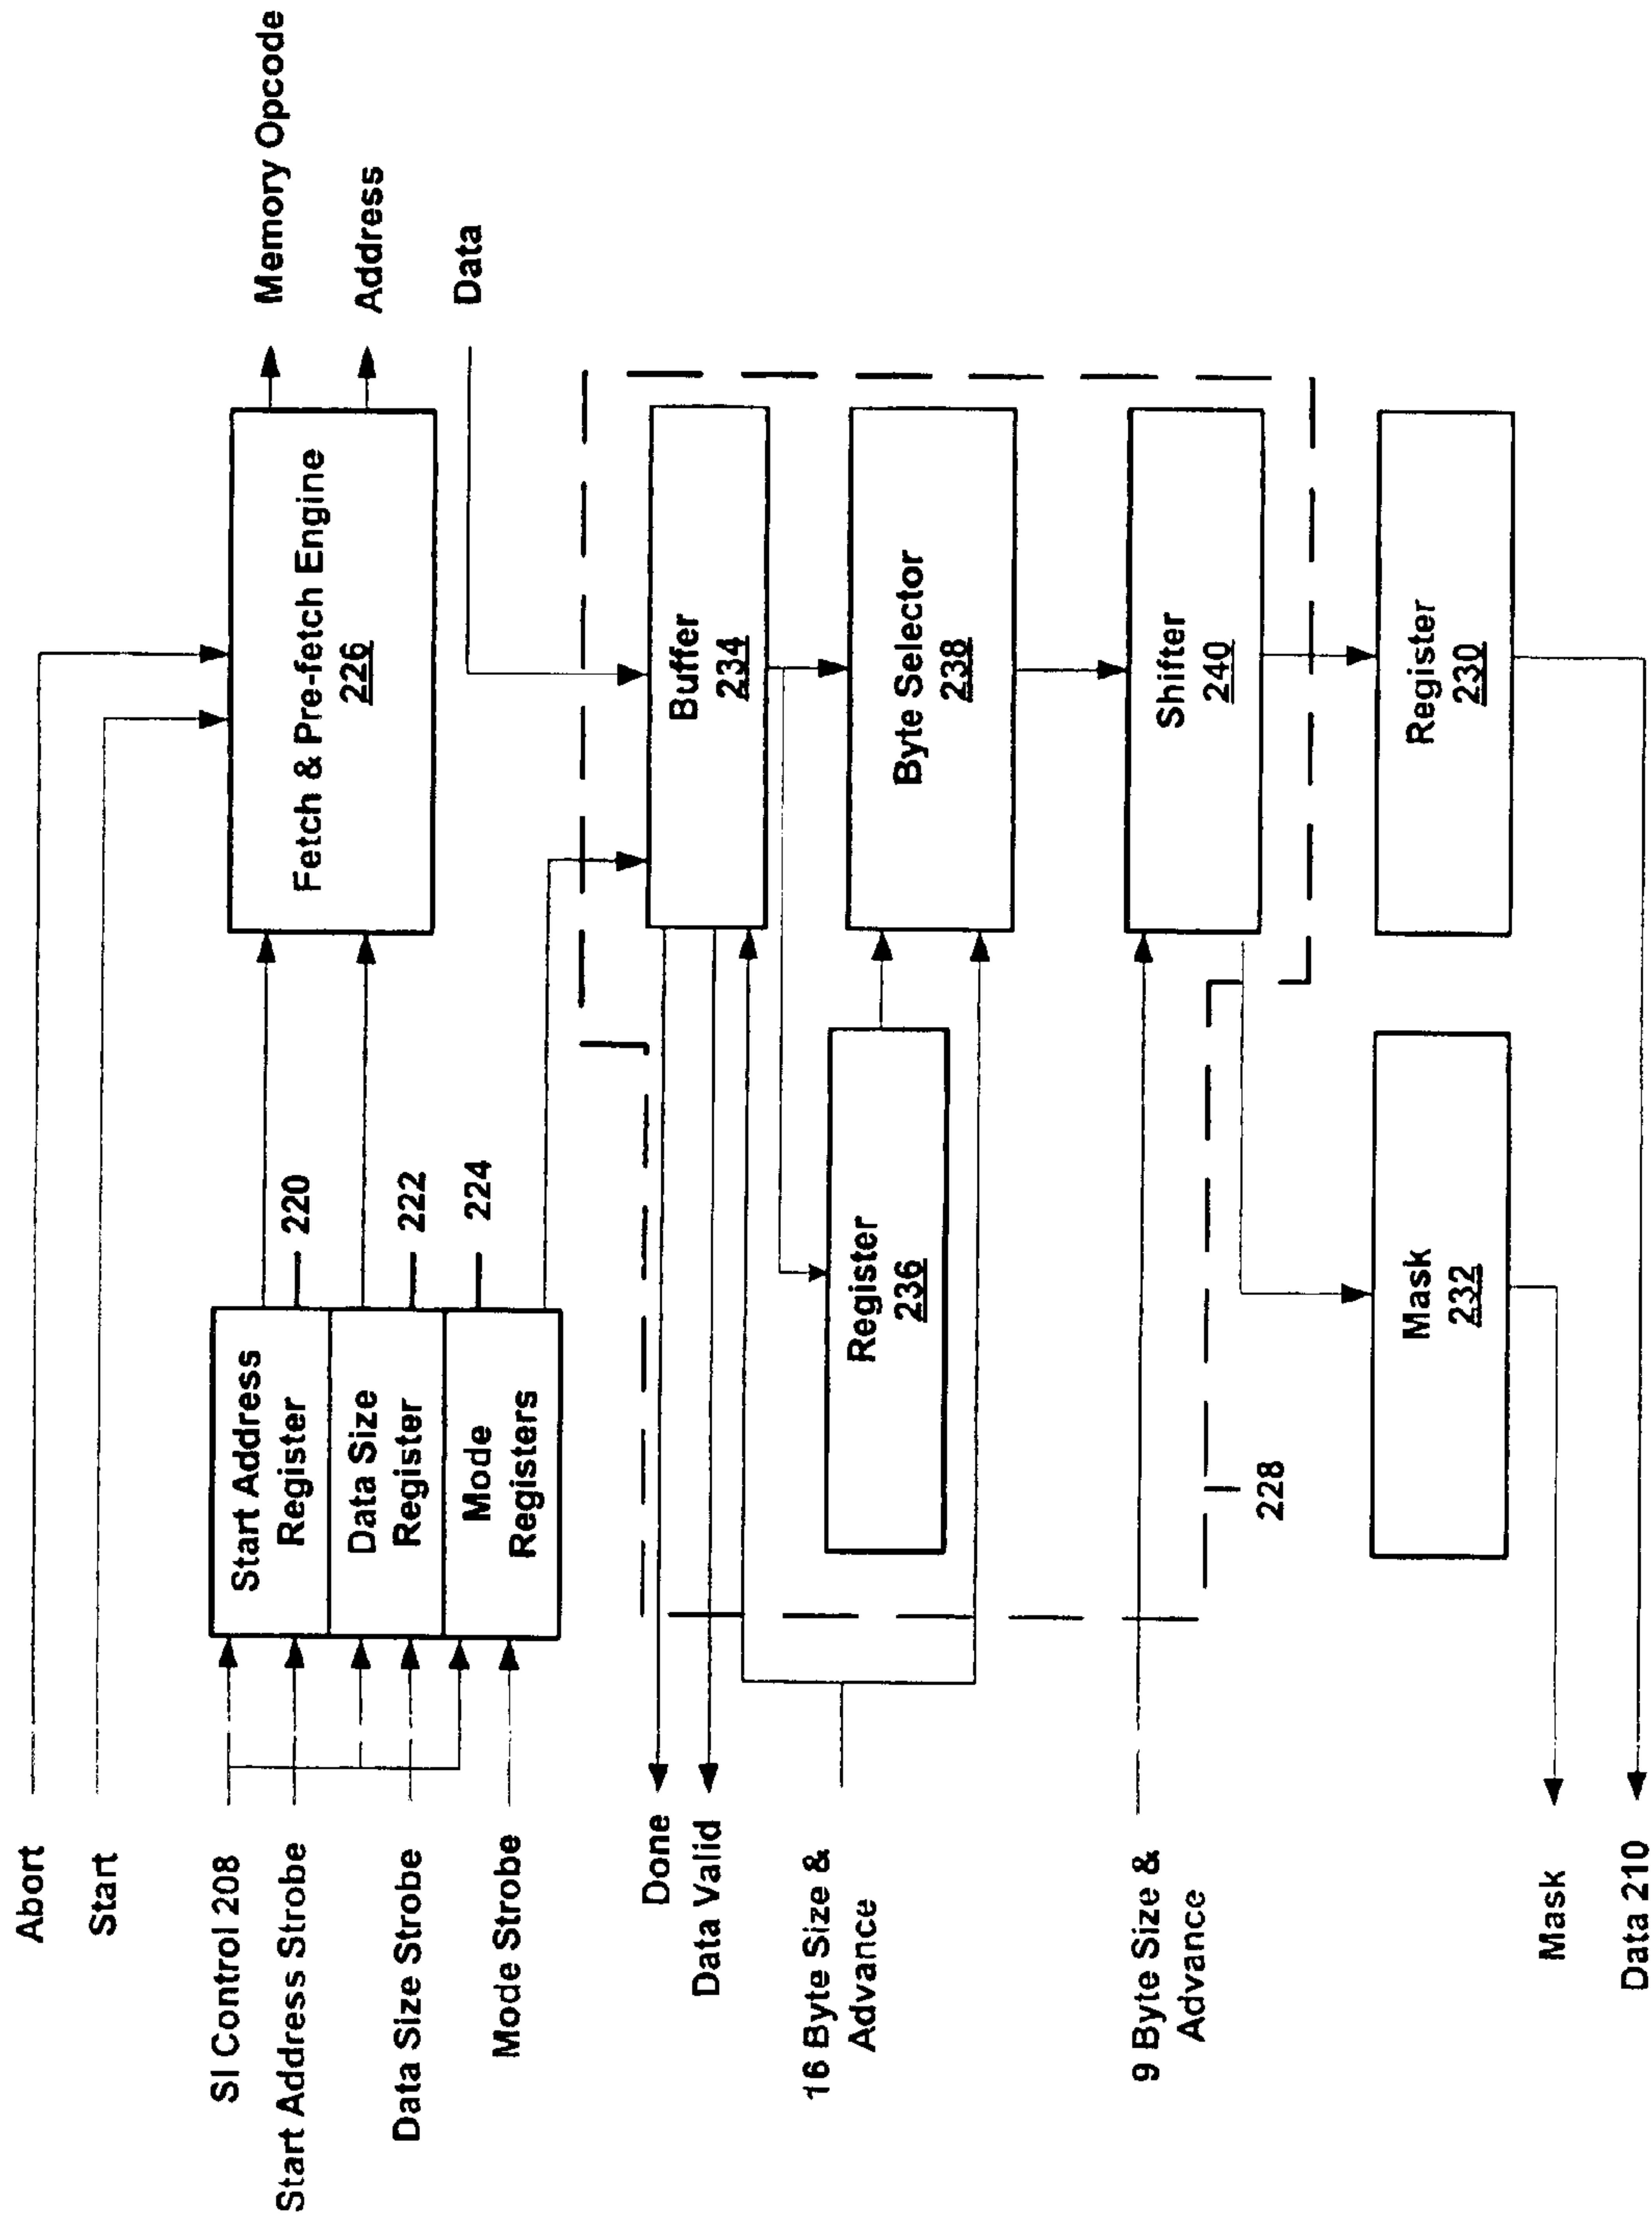 Abort
Start
Memory Opcode
Address
Data
Fetch & Pre-fetch Engine
226
SI Control 208
Start Address Strobe
Data Size Strobe
Mode Strobe
Start Address
Register
220
Data Size
Register
222
Mode
Registers
224
Done
Data Valid
Buffer
234
16 Byte Size &
Advance
Register
236
Byte Selector
238
9 Byte Size &
Advance
Shifter
240
228
Mask
232
Register
230
Mask
Data 210